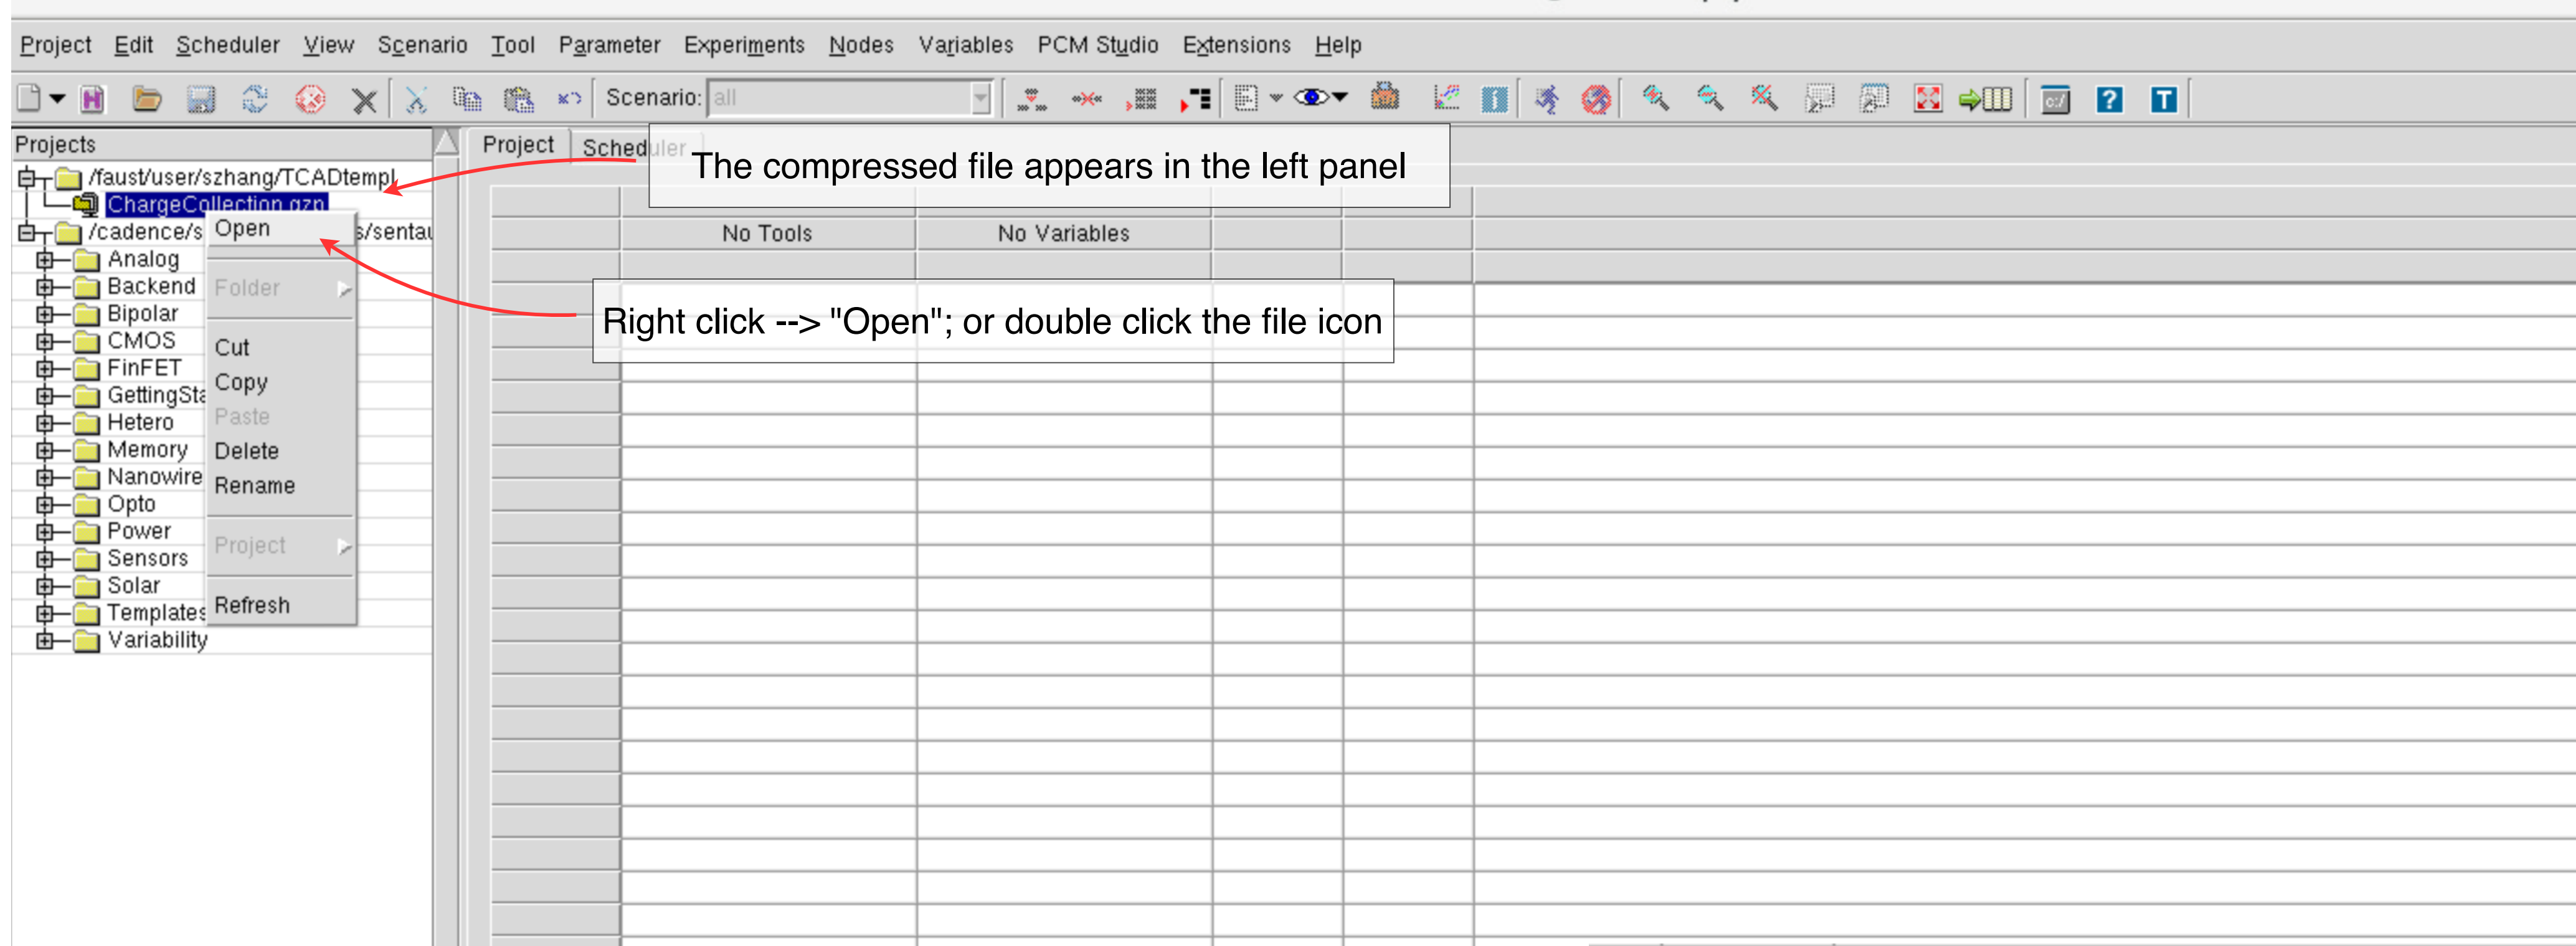 Project Edit Scheduler View Scenario Tool Parameter Experiments Nodes Variables PCM Studio Extensions Help
Scenario: all
Projects
Project Scheduler
The compressed file appears in the left panel
/faust/user/szhang/TCADtempl
ChargeCollection.gzp
/cadence/s
s/sentau
Open
Analog
Backend
Folder
Bipolar
CMOS
Cut
FinFET
Copy
GettingSta
Paste
Hetero
Memory
Delete
Nanowire
Rename
Opto
Power
Project
Sensors
Solar
Refresh
Templates
Variability
No Tools No Variables
Right click --> "Open"; or double click the file icon